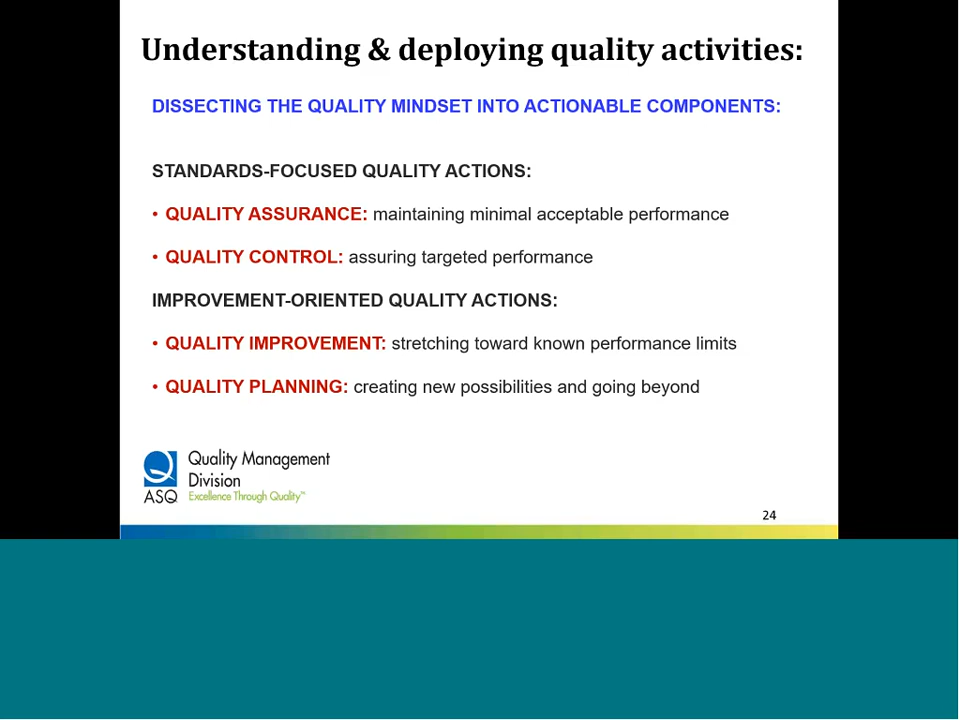 Understanding & deploying quality activities:
DISSECTING THE QUALITY MINDSET INTO ACTIONABLE COMPONENTS:
STANDARDS-FOCUSED QUALITY ACTIONS:
• QUALITY ASSURANCE: maintaining minimal acceptable performance
• QUALITY CONTROL: assuring targeted performance
IMPROVEMENT-ORIENTED QUALITY ACTIONS:
• QUALITY IMPROVEMENT: stretching toward known performance limits
• QUALITY PLANNING: creating new possibilities and going beyond
Quality Management
Division
ASQ Excellence Through Quality™
24